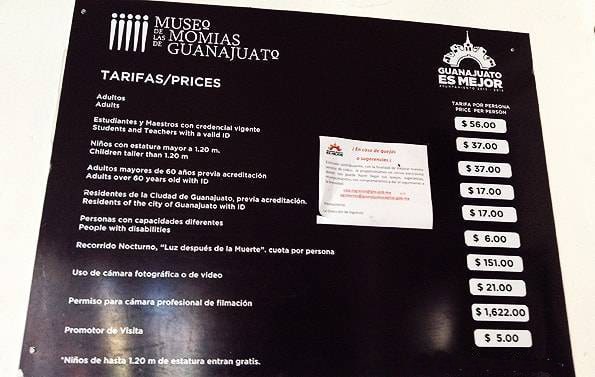 MUSEO
DE LAS MOMIAS
DE GUANAJUATO
GUANAJUATO
ES MEJOR
AYUNTAMIENTO 2012 - 2015
TARIFAS/PRICES
TARIFA POR PERSONA
PRICE PER PERSON
Adultos
Adults
$ 56.00
Estudiantes y Maestros con credencial vigente
Students and Teachers with a valid ID
$ 37.00
Niños con estatura mayor a 1.20 m.
Children taller than 1.20 m
$ 37.00
Adultos mayores de 60 años previa acreditación
Adults over 60 years old with ID
$ 17.00
Residentes de la Ciudad de Guanajuato, previa acreditación.
Residents of the city of Guanajuato with ID
$ 17.00
Personas con capacidades diferentes
People with disabilities
$ 6.00
Recorrido Nocturno, "Luz después de la Muerte". cuota por persona
$ 151.00
Uso de cámara fotográfica o de video
$ 21.00
Permiso para cámara profesional de filmación
$ 1,622.00
Promotor de Visita
$ 5.00
*Niños de hasta 1.20 m de estatura entran gratis.
ES MEJOR
¡ En caso de quejas
o sugerencias ¡